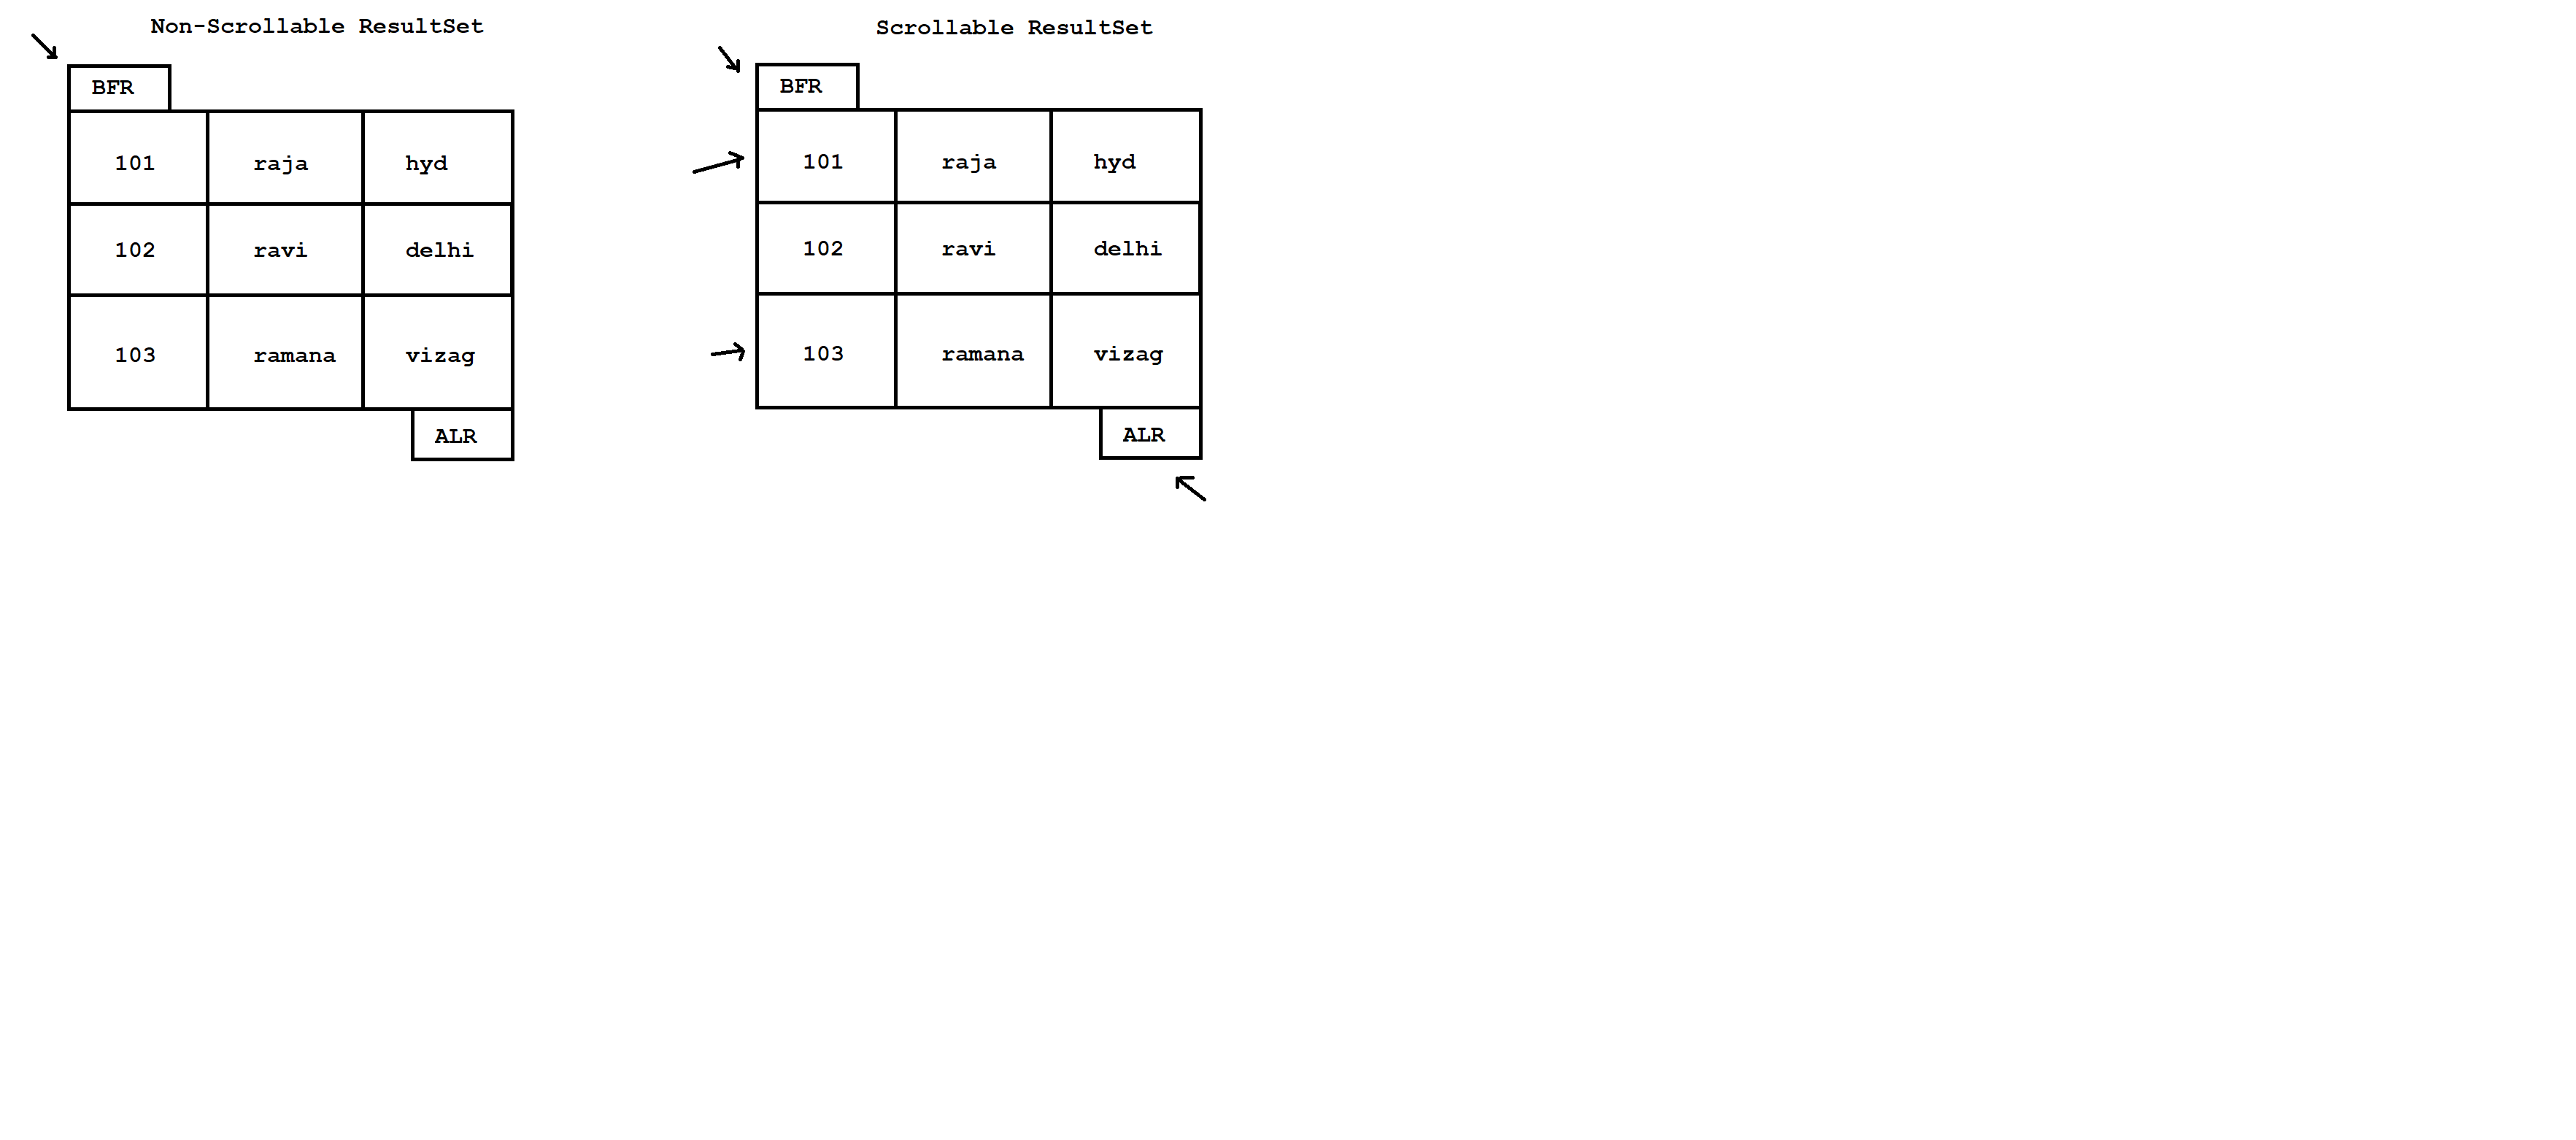 Non-Scrollable ResultSet
BFR
101 raja hyd
102 ravi delhi
103 ramana vizag
ALR
Scrollable ResultSet
BFR
101 raja hyd
102 ravi delhi
103 ramana vizag
ALR